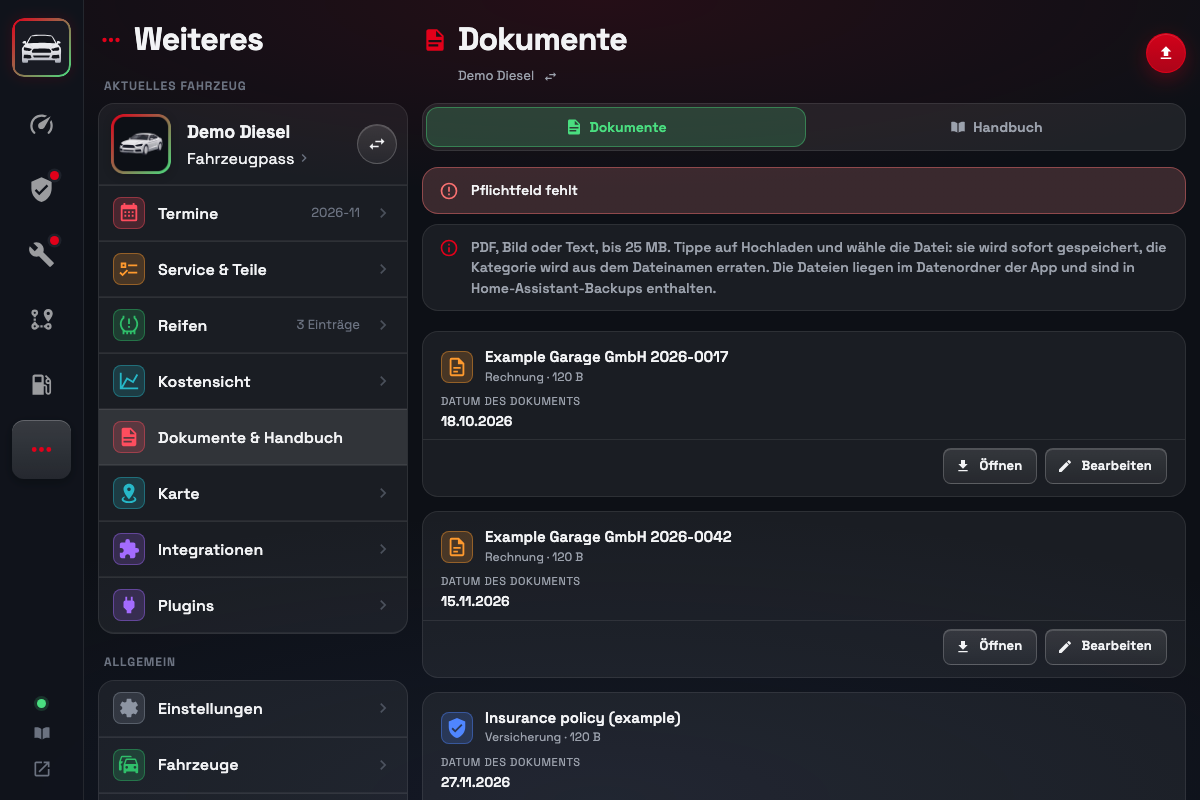 Weiteres
AKTUELLES FAHRZEUG
Demo Diesel
Fahrzeugpass
Termine
2026-11
Service & Teile
Reifen
3 Einträge
Kostensicht
Dokumente & Handbuch
Karte
Integrationen
Plugins
ALLGEMEIN
Einstellungen
Fahrzeuge
Dokumente
Demo Diesel
Dokumente
Handbuch
Pflichtfeld fehlt
PDF, Bild oder Text, bis 25 MB. Tippe auf Hochladen und wähle die Datei: sie wird sofort gespeichert, die
Kategorie wird aus dem Dateinamen erraten. Die Dateien liegen im Datenordner der App und sind in
Home-Assistant-Backups enthalten.
Example Garage GmbH 2026-0017
Rechnung · 120 B
DATUM DES DOKUMENTS
18.10.2026
Öffnen
Bearbeiten
Example Garage GmbH 2026-0042
Rechnung · 120 B
DATUM DES DOKUMENTS
15.11.2026
Öffnen
Bearbeiten
Insurance policy (example)
Versicherung · 120 B
DATUM DES DOKUMENTS
27.11.2026